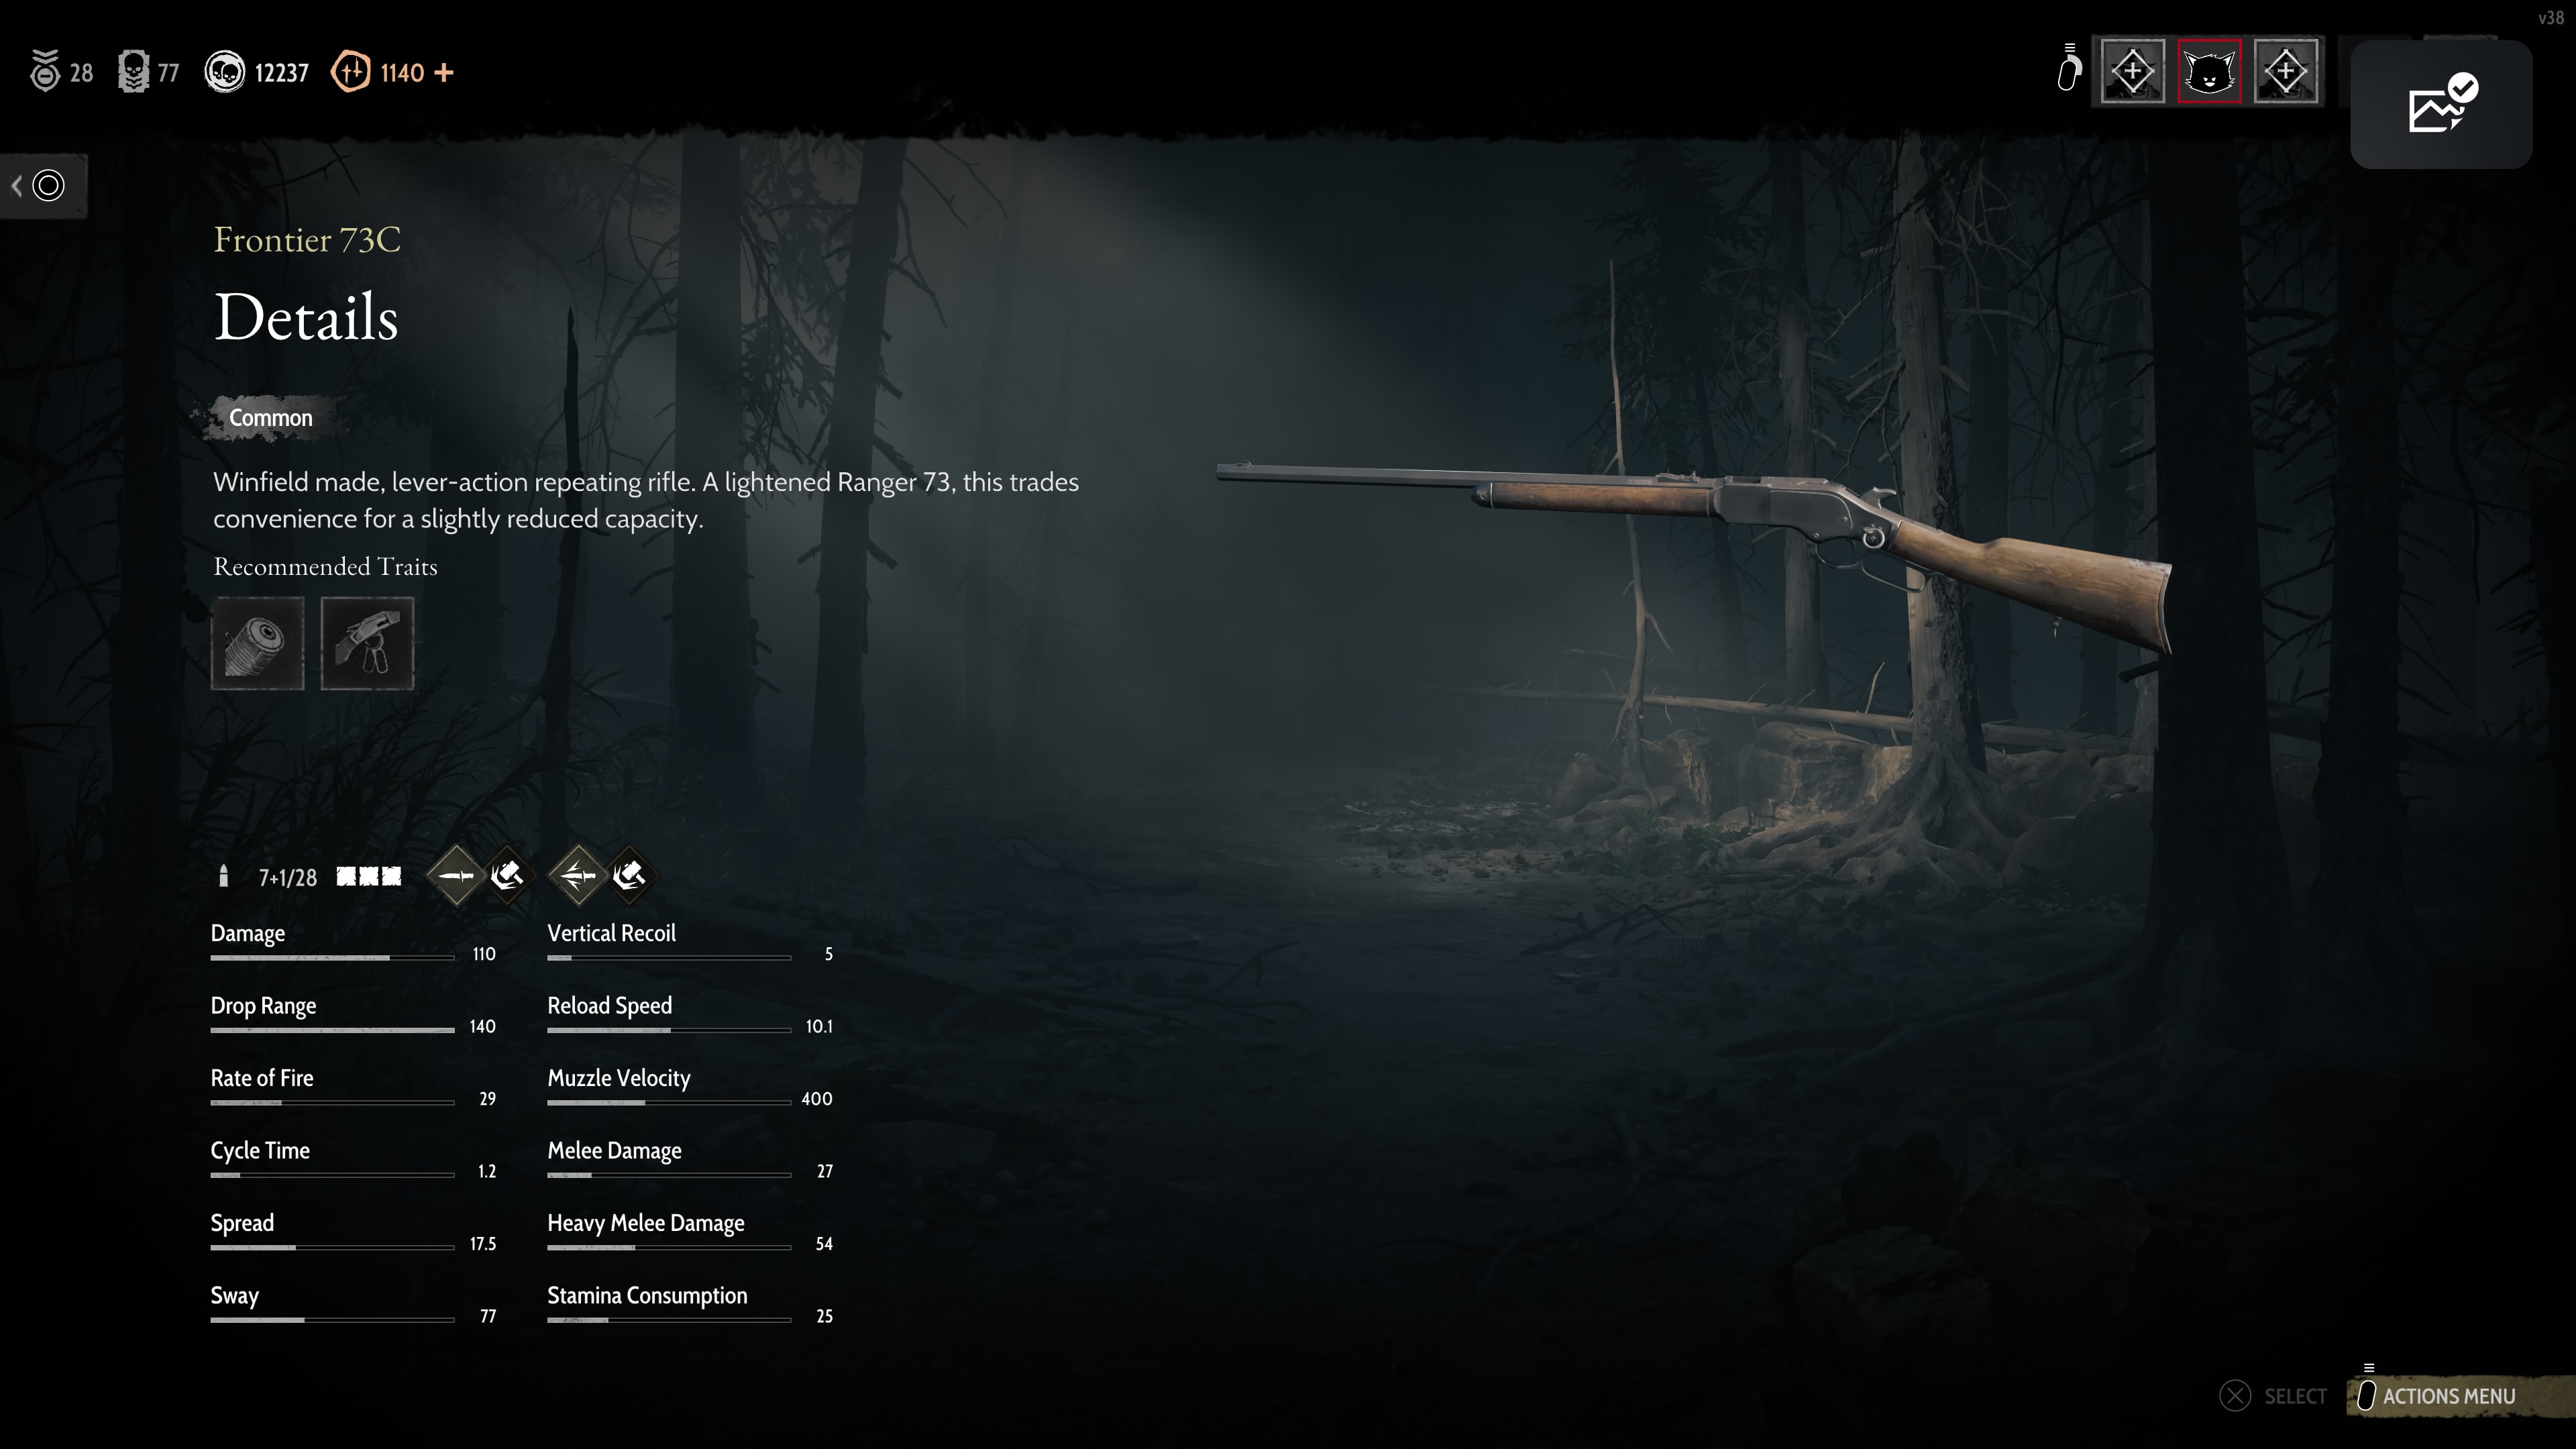 v38
28 77 12237 1140 +
Frontier 73C
Details
Common
Winfield made, lever-action repeating rifle. A lightened Ranger 73, this trades
convenience for a slightly reduced capacity.
Recommended Traits
7+1/28
Damage 110
Vertical Recoil 5
Drop Range 140
Reload Speed 10.1
Rate of Fire 29
Muzzle Velocity 400
Cycle Time 1.2
Melee Damage 27
Spread 17.5
Heavy Melee Damage 54
Sway 77
Stamina Consumption 25
SELECT
ACTIONS MENU